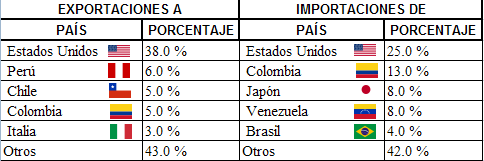 EXPORTACIONES A IMPORTACIONES DE
PAÍS PORCENTAJE PAÍS PORCENTAJE
Estados Unidos 38.0 % Estados Unidos 25.0 %
Perú 6.0 % Colombia 13.0 %
Chile 5.0 % Japón 8.0 %
Colombia 5.0 % Venezuela 8.0 %
Italia 3.0 % Brasil 4.0 %
Otros 43.0 % Otros 42.0 %